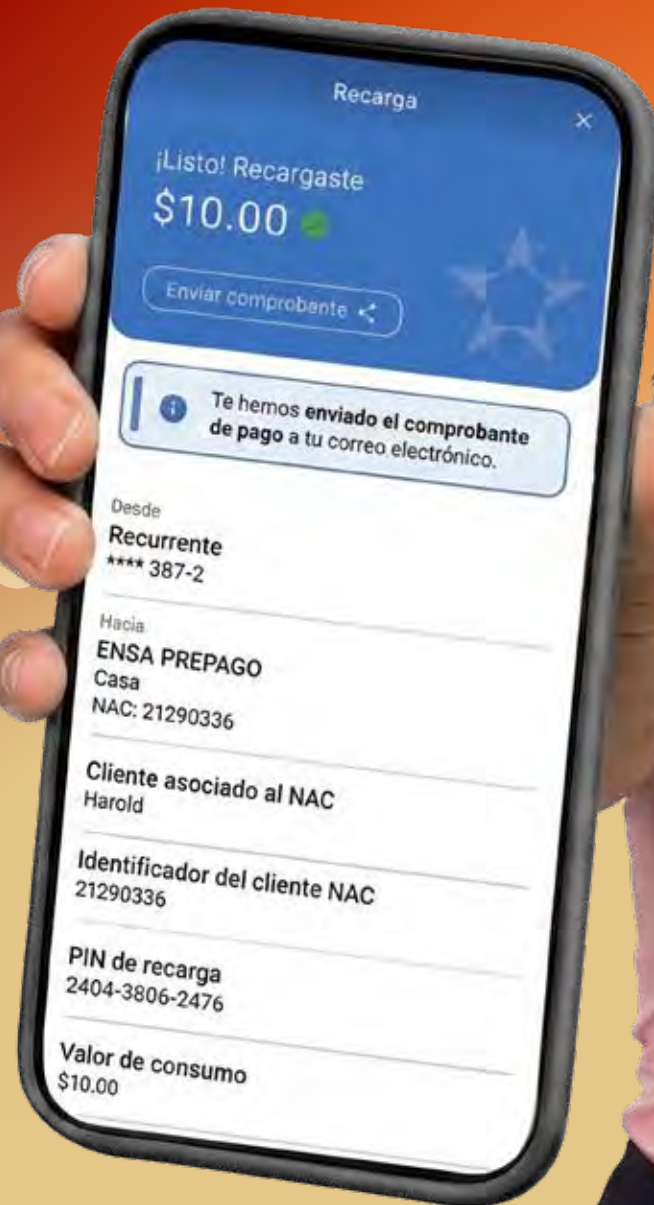 Recarga
¡Listo! Recargaste
$10.00
Enviar comprobante
Te hemos enviado el comprobante
de pago a tu correo electrónico.
Desde
Recurrente
**** 387-2
Hacia
ENSA PREPAGO
Casa
NAC: 21290336
Cliente asociado al NAC
Harold
Identificador del cliente NAC
21290336
PIN de recarga
2404-3806-2476
Valor de consumo
$10.00